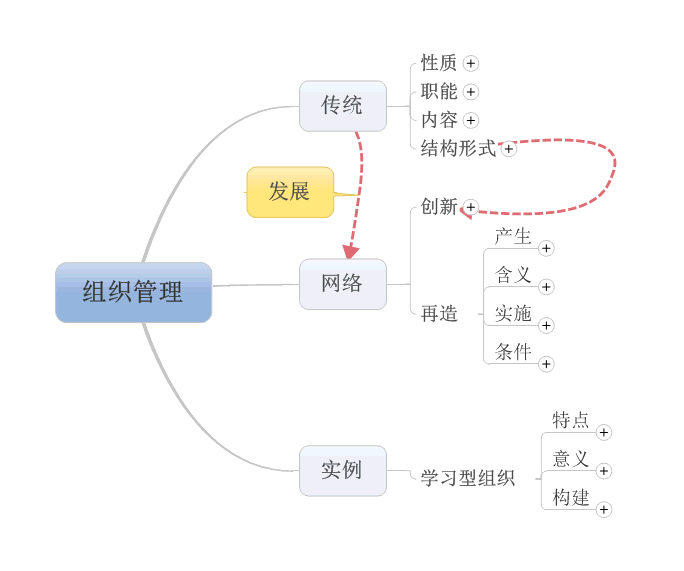 组织管理
传统
性质
职能
内容
结构形式
发展
网络
创新
再造
产生
含义
实施
条件
实例
学习型组织
特点
意义
构建